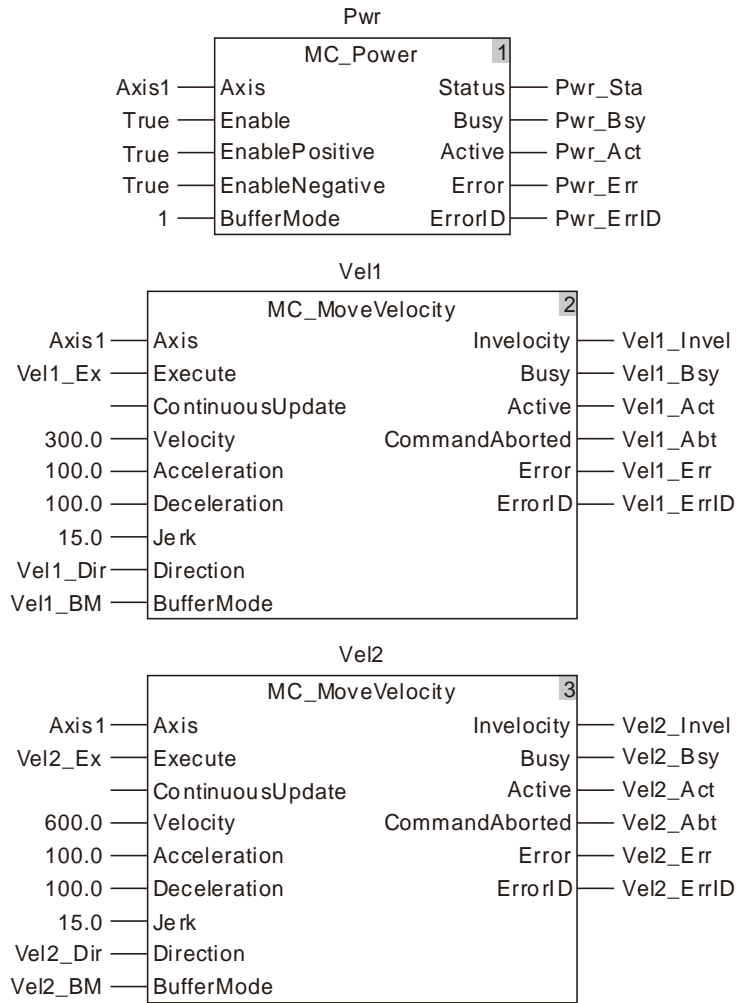 Pwr
MC_Power 1
Axis1 Axis Status Pwr_Sta
True Enable Busy Pwr_Bsy
True EnablePositive Active Pwr_Act
True EnableNegative Error Pwr_Err
1 BufferMode ErrorID Pwr_ErrID
Vel1
MC_MoveVelocity 2
Axis1 Axis Invelocity Vel1_Invel
Vel1_Ex Execute Busy Vel1_Bsy
ContinuousUpdate Active Vel1_Act
300.0 Velocity CommandAborted Vel1_Abt
100.0 Acceleration Error Vel1_Err
100.0 Deceleration ErrorID Vel1_ErrID
15.0 Jerk
Vel1_Dir Direction
Vel1_BM BufferMode
Vel2
MC_MoveVelocity 3
Axis1 Axis Invelocity Vel2_Invel
Vel2_Ex Execute Busy Vel2_Bsy
ContinuousUpdate Active Vel2_Act
600.0 Velocity CommandAborted Vel2_Abt
100.0 Acceleration Error Vel2_Err
100.0 Deceleration ErrorID Vel2_ErrID
15.0 Jerk
Vel2_Dir Direction
Vel2_BM BufferMode